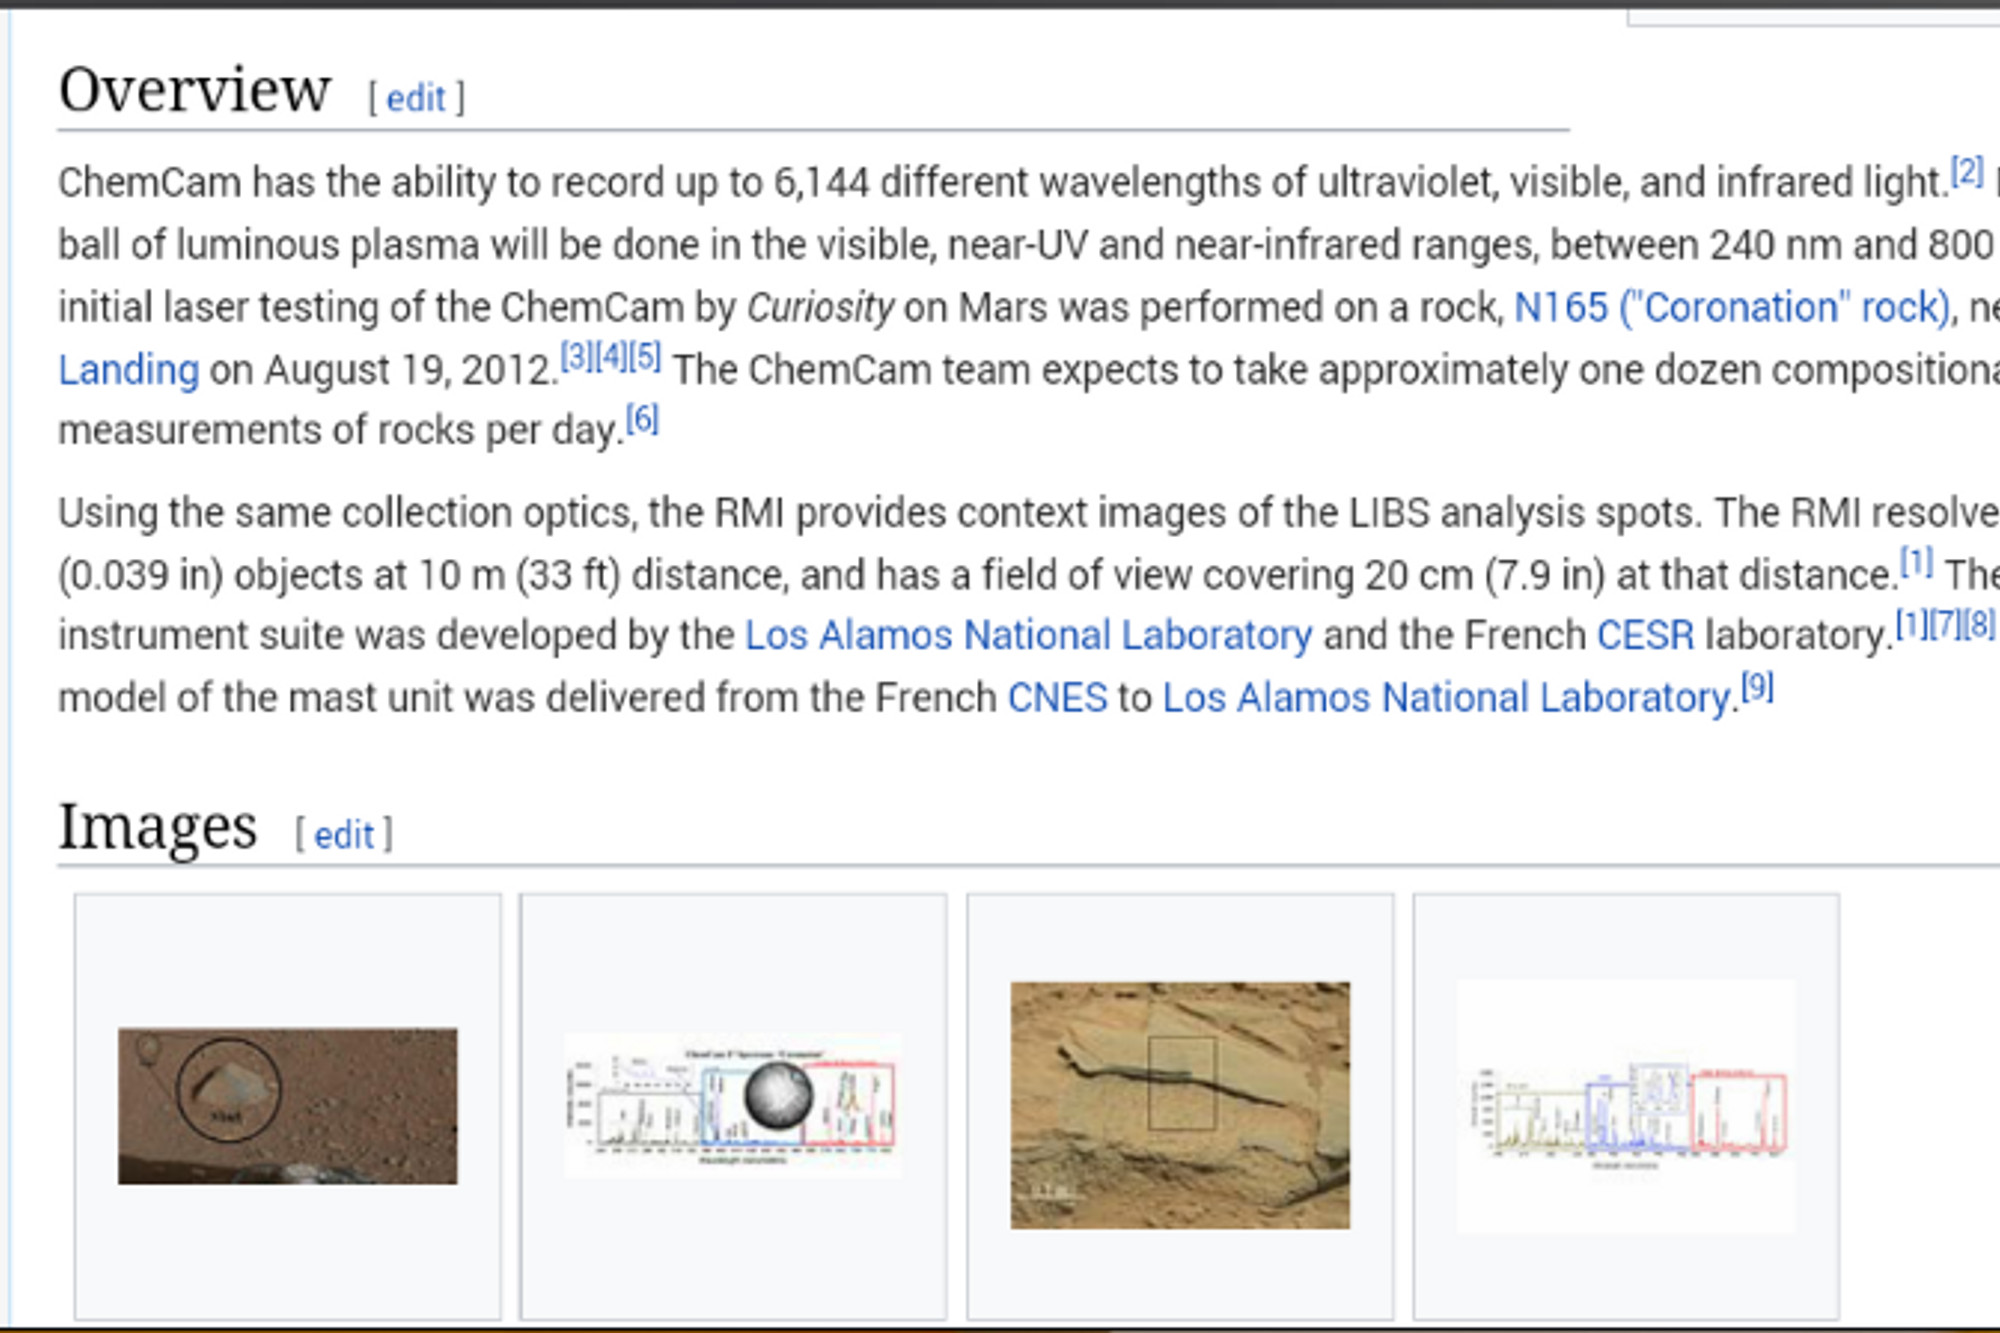 Overview [ edit ]
ChemCam has the ability to record up to 6,144 different wavelengths of ultraviolet, visible, and infrared light.[2]
ball of luminous plasma will be done in the visible, near-UV and near-infrared ranges, between 240 nm and 800
initial laser testing of the ChemCam by Curiosity on Mars was performed on a rock, N165 ("Coronation" rock), ne
Landing on August 19, 2012.[3][4][5] The ChemCam team expects to take approximately one dozen compositiona
measurements of rocks per day.[6]
Using the same collection optics, the RMI provides context images of the LIBS analysis spots. The RMI resolve
(0.039 in) objects at 10 m (33 ft) distance, and has a field of view covering 20 cm (7.9 in) at that distance.[1] The
instrument suite was developed by the Los Alamos National Laboratory and the French CESR laboratory.[1][7][8]
model of the mast unit was delivered from the French CNES to Los Alamos National Laboratory.[9]
Images [ edit ]